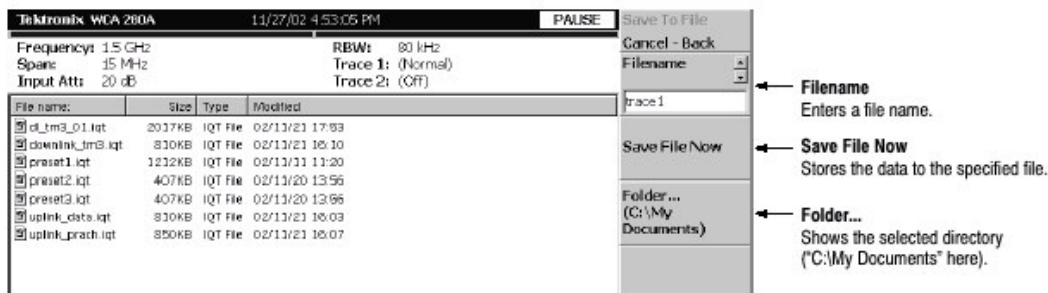 Tektronix WCA 280A 11/27/02 4:53:05 PM PAUSE
Frequency: 1.5 GHz RBW: 80 kHz
Span: 15 MHz Trace 1: (Normal)
Input Att: 20 dB Trace 2: (Off)
File name: Size Type Modified
dl_tm3_01.iqt 2017KB IQT File 02/11/21 17:53
downlink_tm3.iqt 810KB IQT File 02/11/21 16:10
preset1.iqt 1212KB IQT File 02/11/11 11:20
preset2.iqt 407KB IQT File 02/11/20 13:56
preset3.iqt 407KB IQT File 02/11/20 13:56
uplink_data.iqt 810KB IQT File 02/11/21 16:03
uplink_prach.iqt 850KB IQT File 02/11/21 16:07
Save To File
Cancel - Back
Filename
trace1
Save File Now
Folder...
(C:\My
Documents)
Filename
Enters a file name.
Save File Now
Stores the data to the specified file.
Folder...
Shows the selected directory
("C:\My Documents" here).